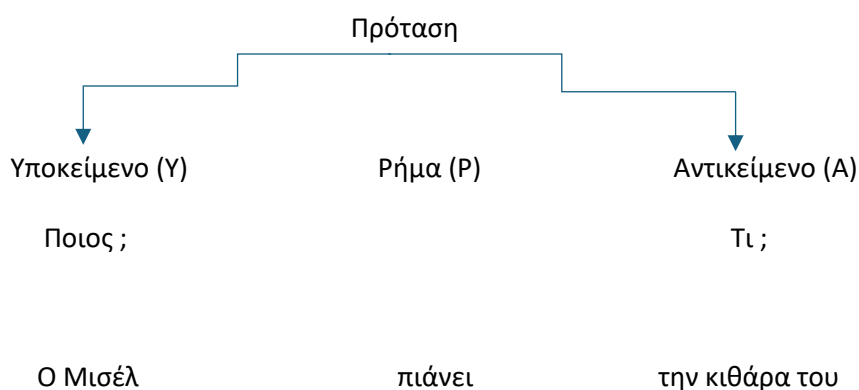 Πρόταση
Υποκείμενο (Υ) Ρήμα (Ρ) Αντικείμενο (Α)
Ποιος ; Τι ;
Ο Μισέλ πιάνει την κιθάρα του